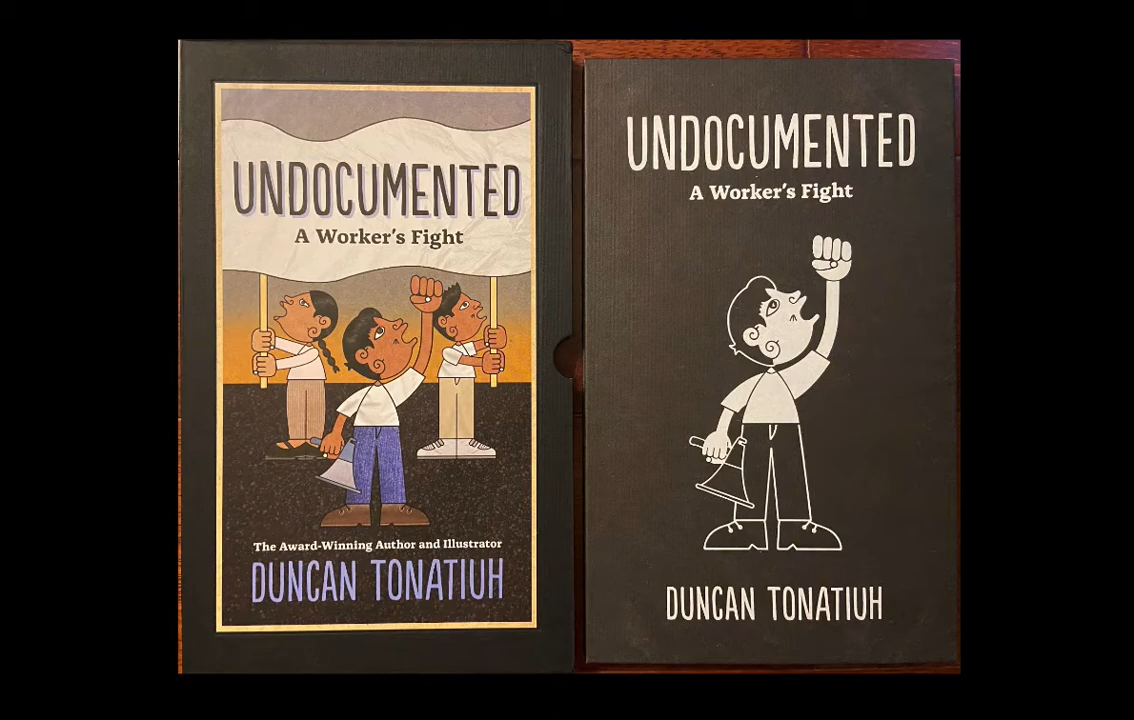 UNDOCUMENTED
A Worker's Fight
The Award-Winning Author and Illustrator
DUNCAN TONATIUH
UNDOCUMENTED
A Worker's Fight
DUNCAN TONATIUH